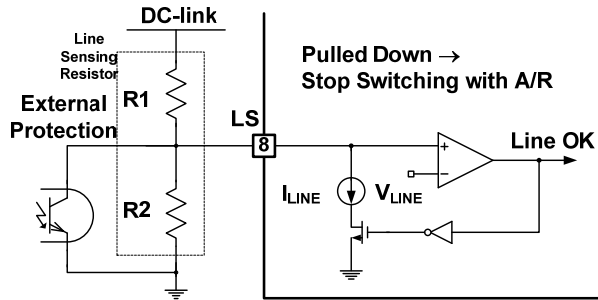 DC-link
Line
Sensing
Resistor
R1
External
Protection
R2
LS
8
Pulled Down →
Stop Switching with A/R
Line OK
+
−
ILINE
VLINE